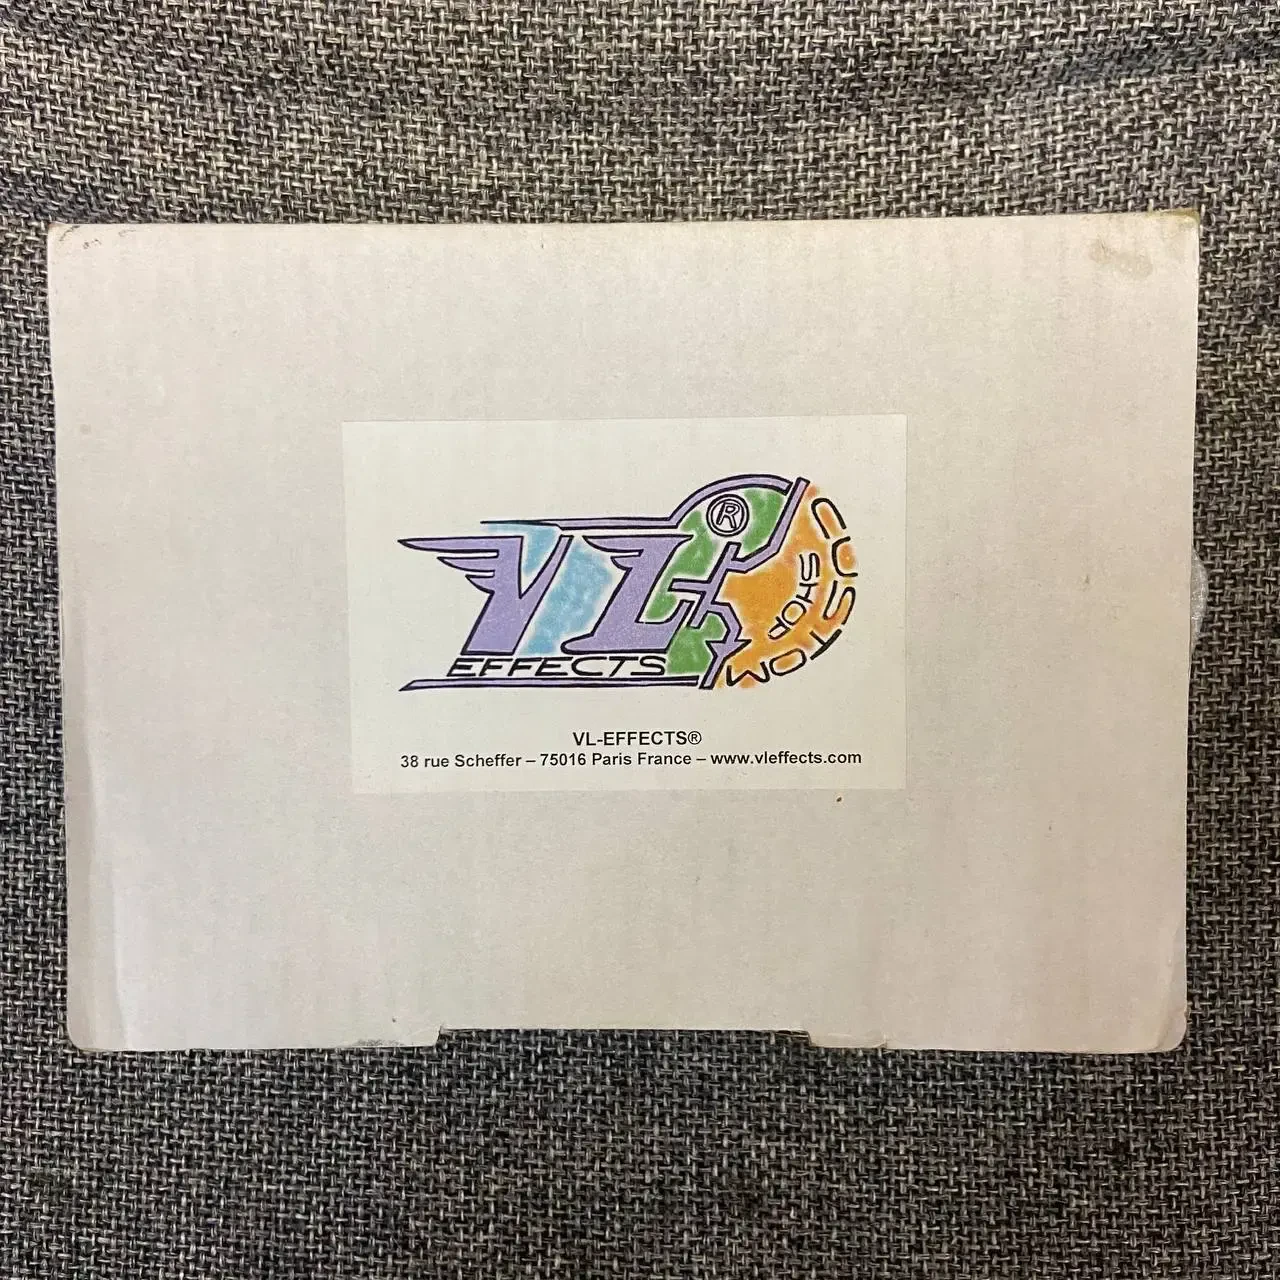 VL
EFFECTS
®
CUSTOM
SHOP
VL-EFFECTS®
38 rue Scheffer – 75016 Paris France – www.vleffects.com